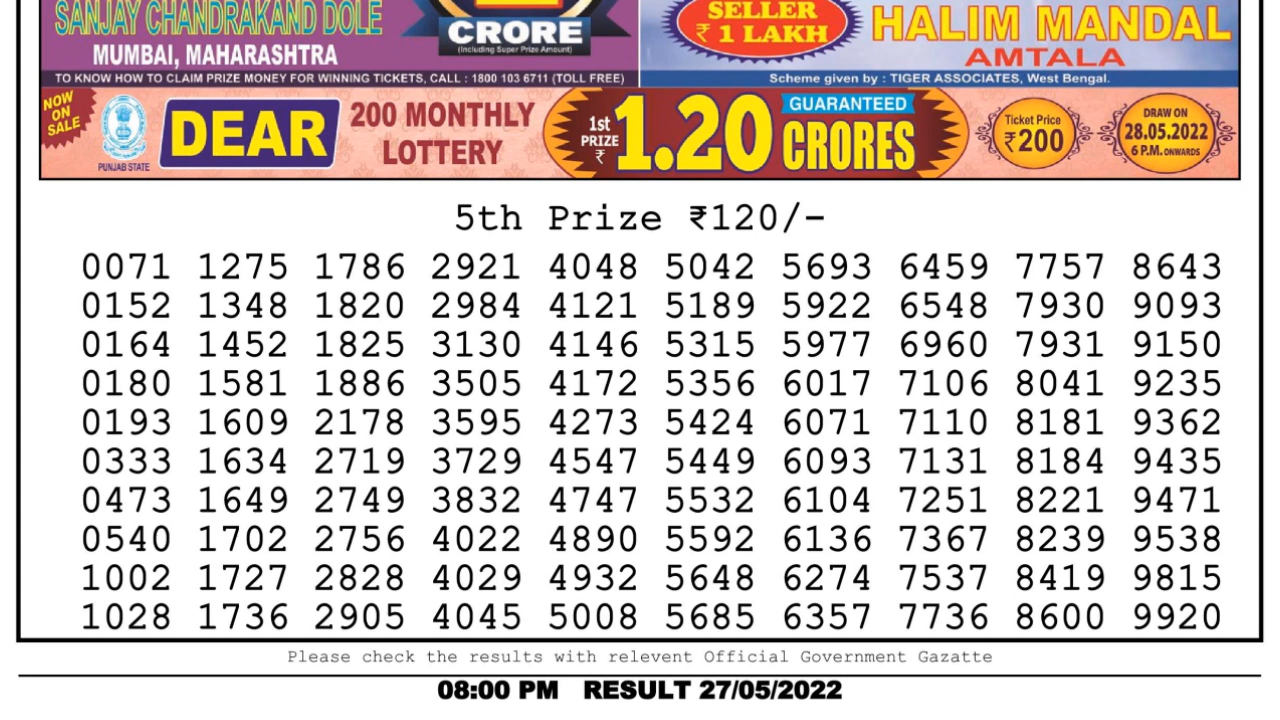 SANJAY CHANDRAKAND DOLE
MUMBAI, MAHARASHTRA
CRORE
(Including Super Prize Amount)
SELLER
₹ 1 LAKH
HALIM MANDAL
AMTALA
TO KNOW HOW TO CLAIM PRIZE MONEY FOR WINNING TICKETS, CALL : 1800 103 6711 (TOLL FREE)
Scheme given by : TIGER ASSOCIATES, West Bengal.
NOW
ON
SALE
PUNJAB STATE
DEAR
200 MONTHLY
LOTTERY
1st
PRIZE
₹
1.20
GUARANTEED
CRORES
Ticket Price
₹200
DRAW ON
28.05.2022
6 P.M. ONWARDS
5th Prize ₹120/-
0071 1275 1786 2921 4048 5042 5693 6459 7757 8643
0152 1348 1820 2984 4121 5189 5922 6548 7930 9093
0164 1452 1825 3130 4146 5315 5977 6960 7931 9150
0180 1581 1886 3505 4172 5356 6017 7106 8041 9235
0193 1609 2178 3595 4273 5424 6071 7110 8181 9362
0333 1634 2719 3729 4547 5449 6093 7131 8184 9435
0473 1649 2749 3832 4747 5532 6104 7251 8221 9471
0540 1702 2756 4022 4890 5592 6136 7367 8239 9538
1002 1727 2828 4029 4932 5648 6274 7537 8419 9815
1028 1736 2905 4045 5008 5685 6357 7736 8600 9920
Please check the results with relevent Official Government Gazatte
08:00 PM RESULT 27/05/2022